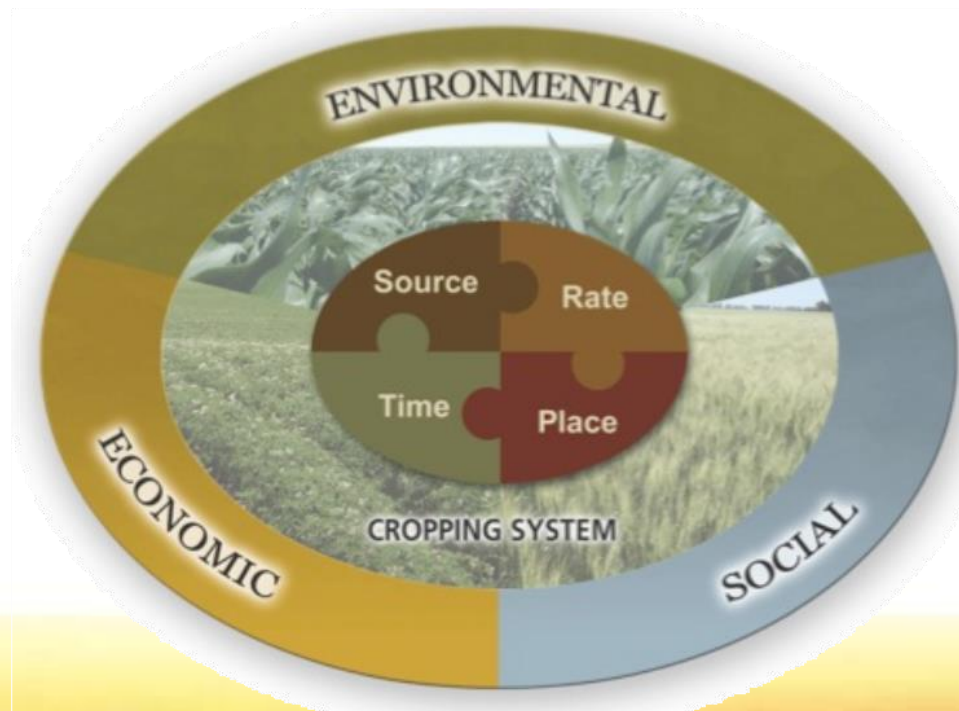 ENVIRONMENTAL
Source
Rate
Time
Place
CROPPING SYSTEM
ECONOMIC
SOCIAL